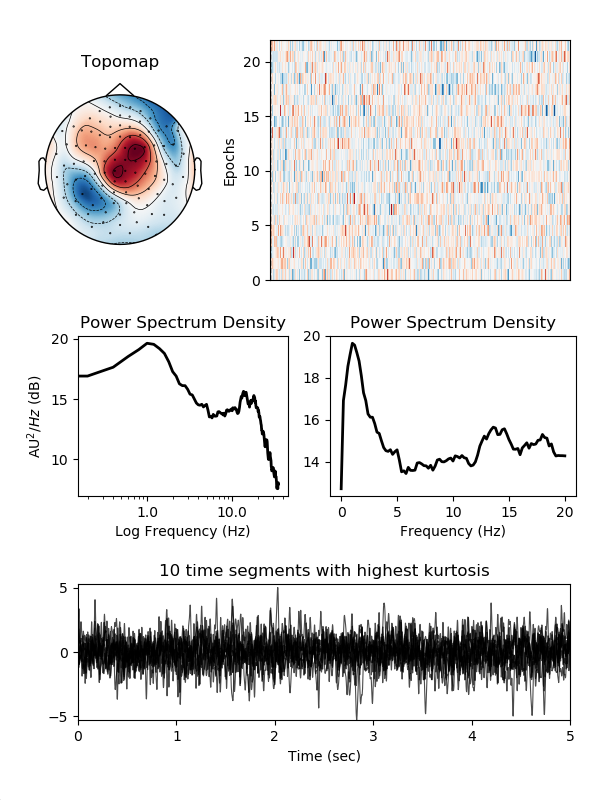 Topomap
Epochs
20
15
10
5
0
Power Spectrum Density
AU²/Hz (dB)
20
15
10
1.0 10.0
Log Frequency (Hz)
Power Spectrum Density
20
18
16
14
0 5 10 15 20
Frequency (Hz)
10 time segments with highest kurtosis
5
0
−5
0 1 2 3 4 5
Time (sec)